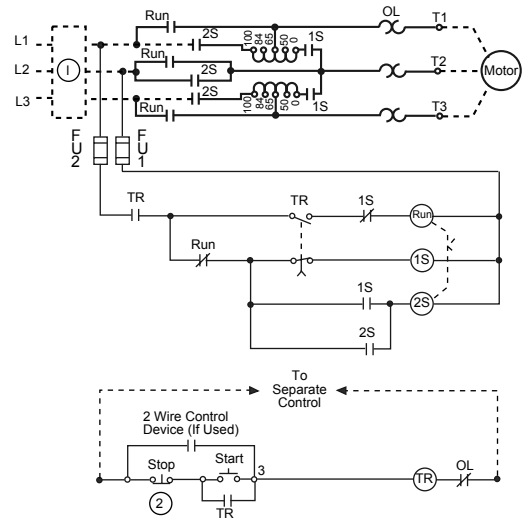 Run
OL
T1
2S
100 84 65 50 0
1S
L1
Run
L2
I
T2
Motor
2S
L3
2S
1S
Run
100 84 65 50 0
T3
FU2
FU1
TR
TR
1S
Run
Run
1S
1S
2S
2S
To
Separate
Control
2 Wire Control
Device (If Used)
Stop
Start
3
2
TR
TR
OL